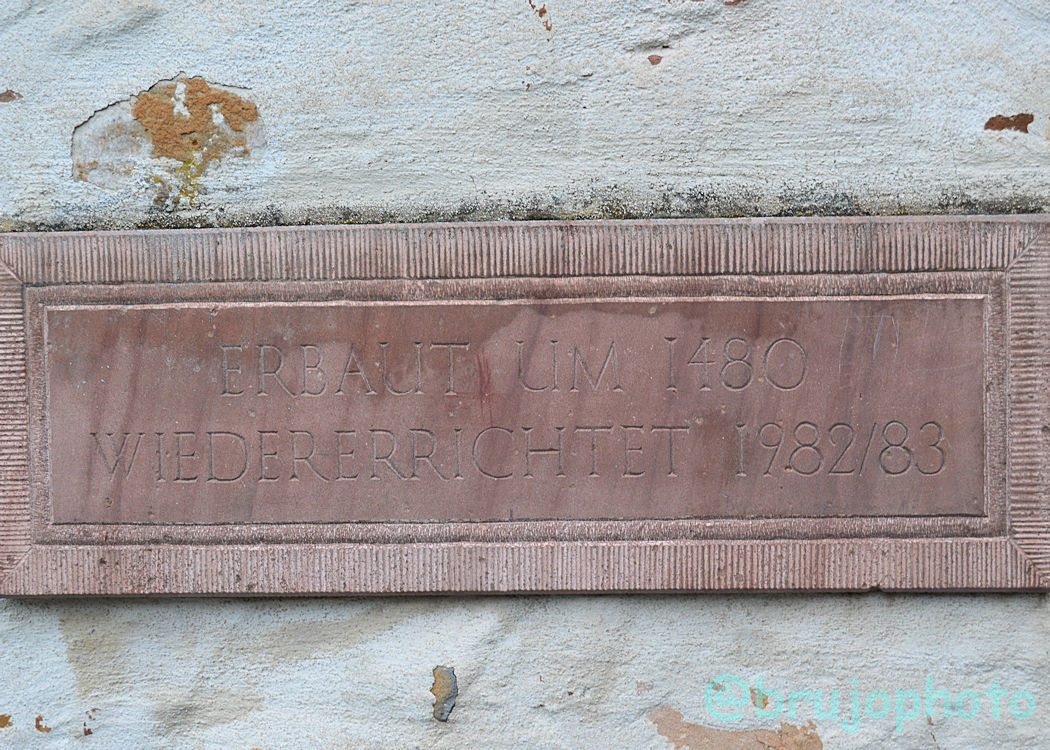 ERBAUT UM 1480
WIEDERERRICHTET 1982/83
@brujophoto